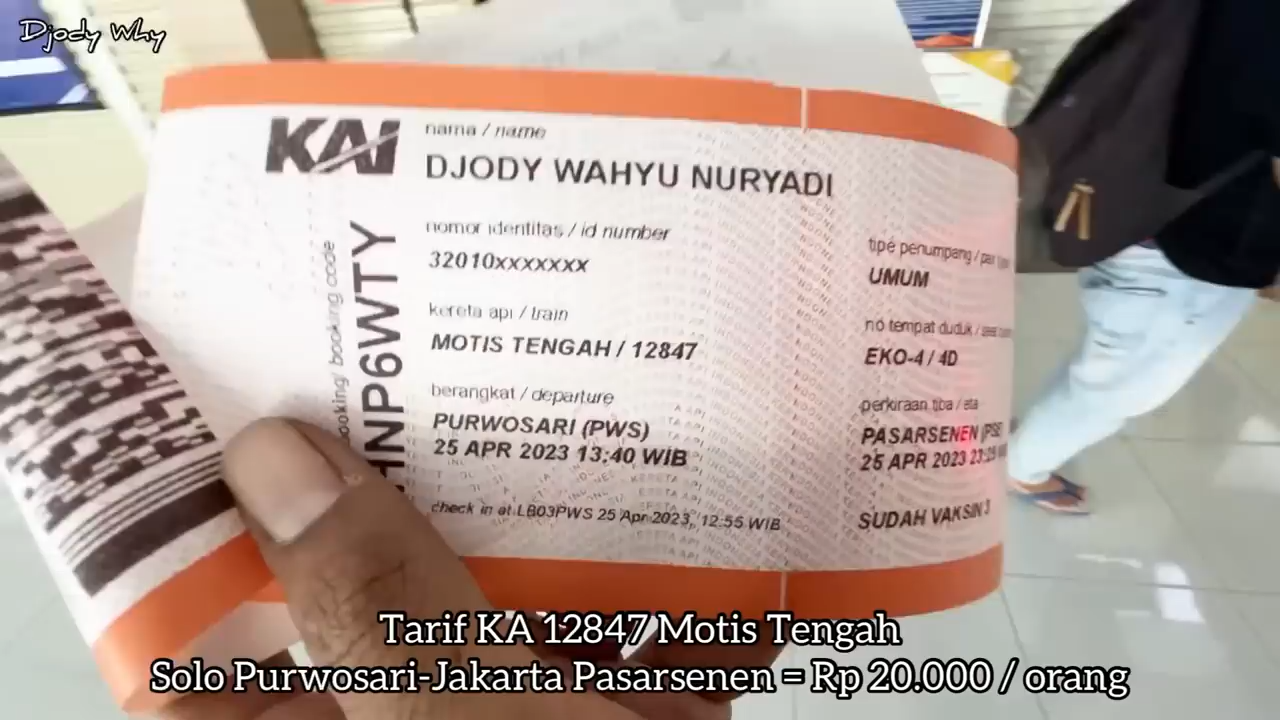 Djody Why
KAI
nama / name
DJODY WAHYU NURYADI
nomor identitas / id number
32010xxxxxxx
kereta api / train
MOTIS TENGAH / 12847
berangkat / departure
PURWOSARI (PWS)
25 APR 2023 13:40 WIB
check in at LB03PWS 25 Apr 2023, 12:55 WIB
tipe penumpang /
UMUM
no tempat duduk /
EKO-4 / 4D
perkiraan tiba / eta
PASARSENEN
25 APR 2023
SUDAH VAKSIN 3
booking code
NP6WTY
Tarif KA 12847 Motis Tengah
Solo Purwosari-Jakarta Pasarsenen = Rp 20.000 / orang